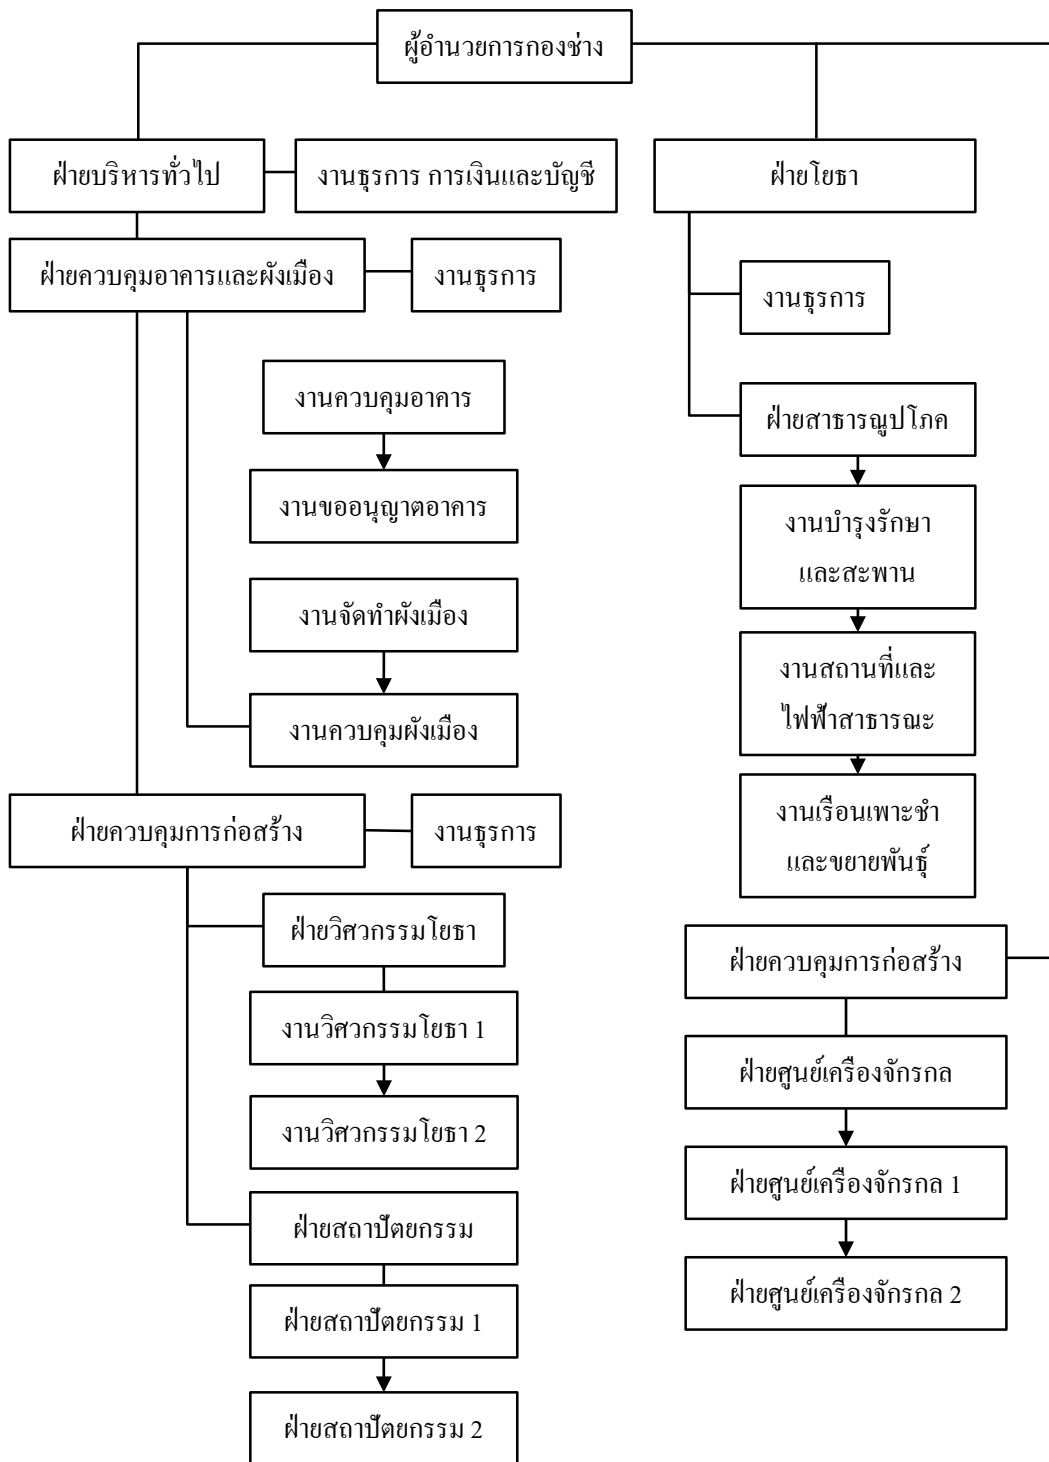 ผู้อำนวยการกองช่าง
ฝ่ายบริหารทั่วไป
งานธุรการ การเงินและบัญชี
ฝ่ายโยธา
ฝ่ายควบคุมอาคารและผังเมือง
งานธุรการ
งานธุรการ
งานควบคุมอาคาร
ฝ่ายสาธารณูปโภค
งานขออนุญาตอาคาร
งานบำรุงรักษา
และสะพาน
งานจัดทำผังเมือง
งานสถานที่และ
ไฟฟ้าสาธารณะ
งานควบคุมผังเมือง
ฝ่ายควบคุมการก่อสร้าง
งานธุรการ
งานเรือนเพาะชำ
และขยายพันธุ์
ฝ่ายวิศวกรรมโยธา
ฝ่ายควบคุมการก่อสร้าง
งานวิศวกรรมโยธา 1
ฝ่ายศูนย์เครื่องจักรกล
งานวิศวกรรมโยธา 2
ฝ่ายศูนย์เครื่องจักรกล 1
ฝ่ายสถาปัตยกรรม
ฝ่ายศูนย์เครื่องจักรกล 2
ฝ่ายสถาปัตยกรรม 1
ฝ่ายสถาปัตยกรรม 2